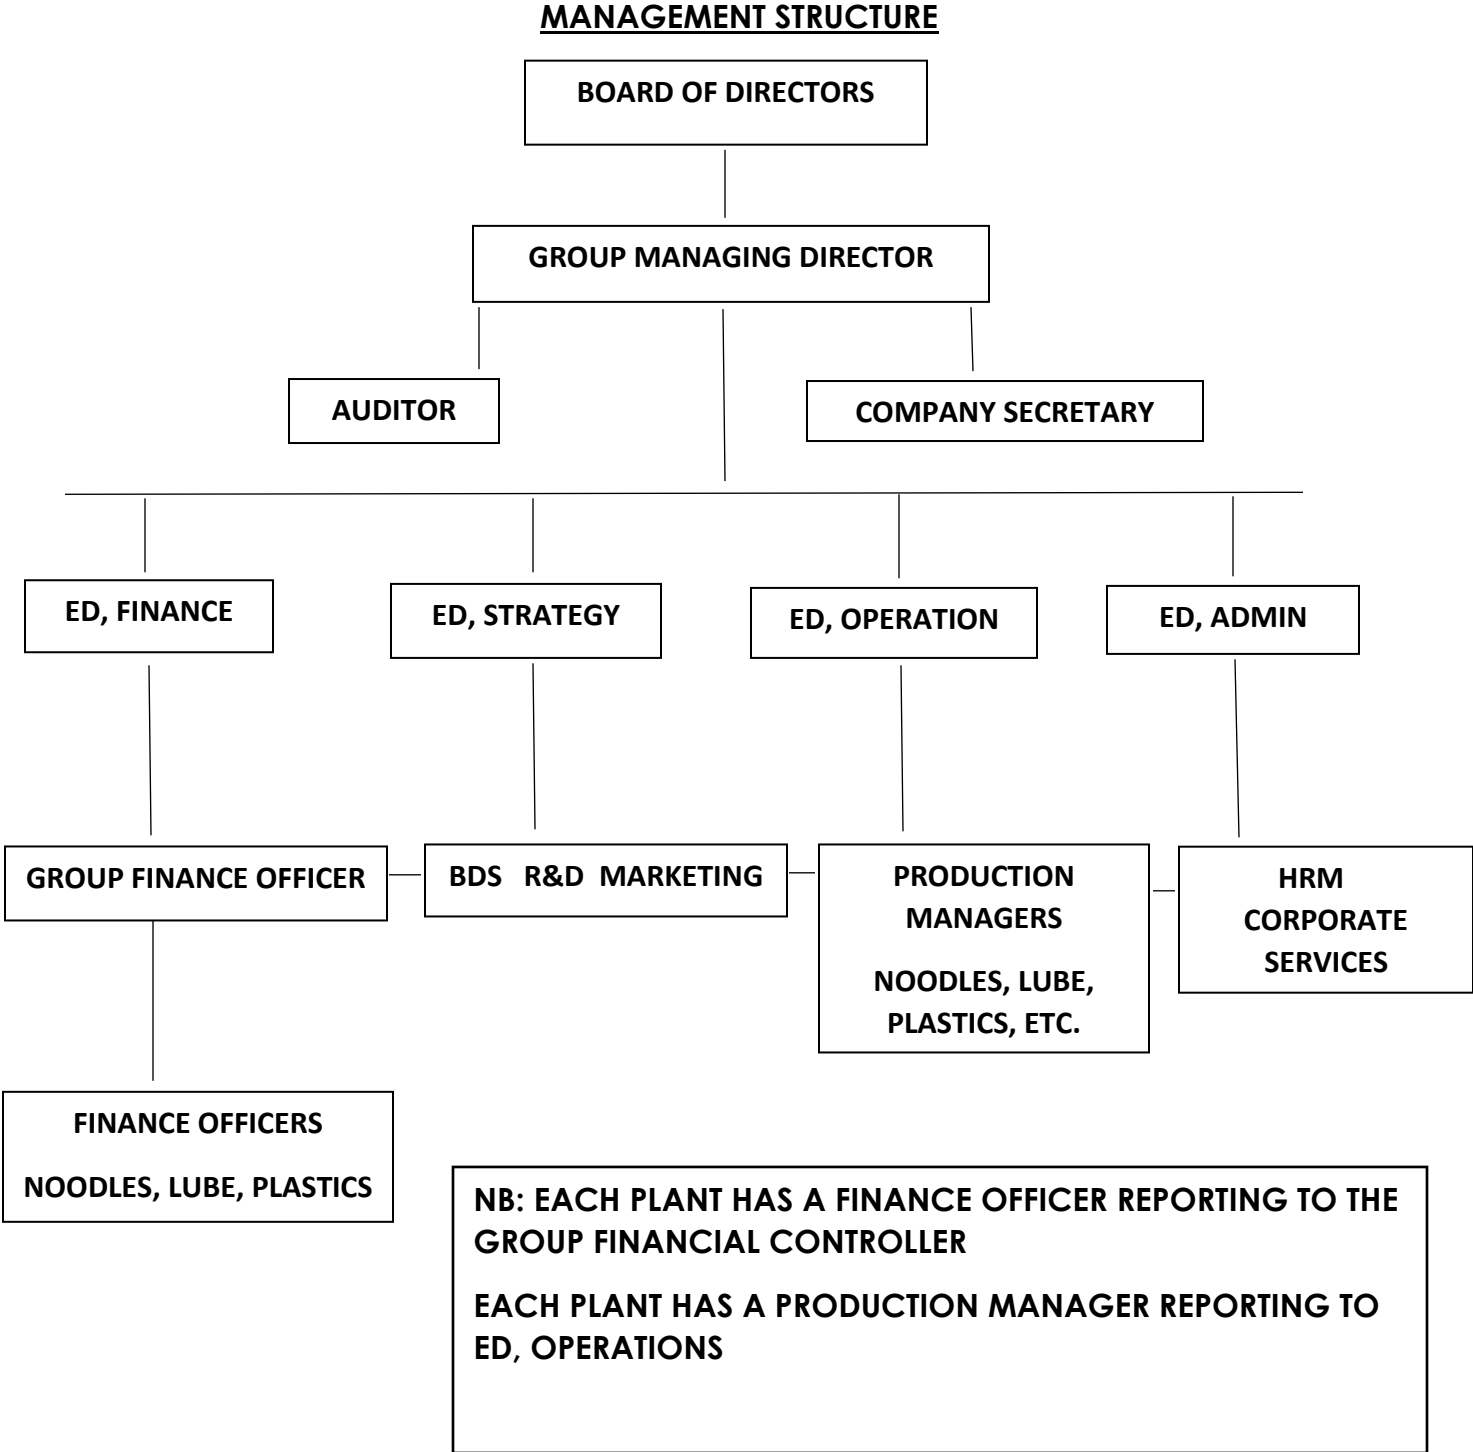 MANAGEMENT STRUCTURE
BOARD OF DIRECTORS
GROUP MANAGING DIRECTOR
AUDITOR
COMPANY SECRETARY
ED, FINANCE
ED, STRATEGY
ED, OPERATION
ED, ADMIN
GROUP FINANCE OFFICER
BDS R&D MARKETING
PRODUCTION
MANAGERS
NOODLES, LUBE,
PLASTICS, ETC.
HRM
CORPORATE
SERVICES
FINANCE OFFICERS
NOODLES, LUBE, PLASTICS
NB: EACH PLANT HAS A FINANCE OFFICER REPORTING TO THE
GROUP FINANCIAL CONTROLLER
EACH PLANT HAS A PRODUCTION MANAGER REPORTING TO
ED, OPERATIONS